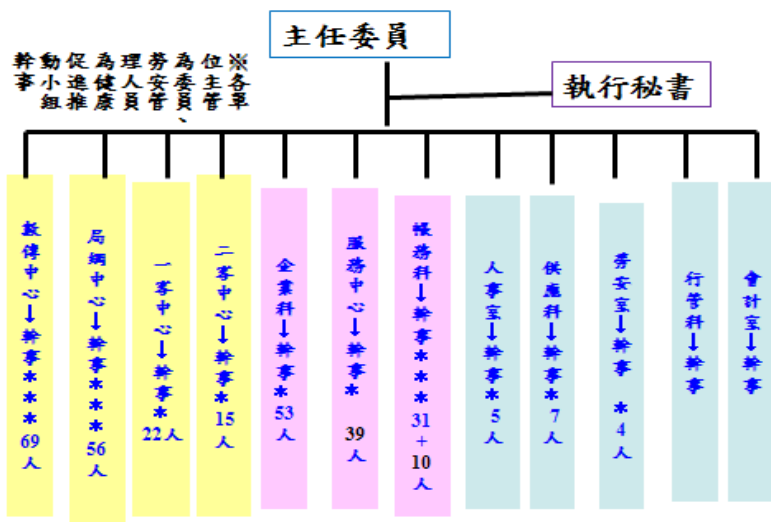 主任委員
執行秘書
※各單
位主管
為委員、
勞安管
理人員
為健康
促進推
動小組
幹事
數傳中心↓幹事***69人
局網中心↓幹事***56人
一客中心↓幹事*22人
二客中心↓幹事*15人
企業科↓幹事*53人
服務中心↓幹事* 39人
帳務科↓幹事***31+10人
人事室↓幹事*5人
供應科↓幹事*7人
勞安室↓幹事 *4人
行管科↓幹事
會計室↓幹事